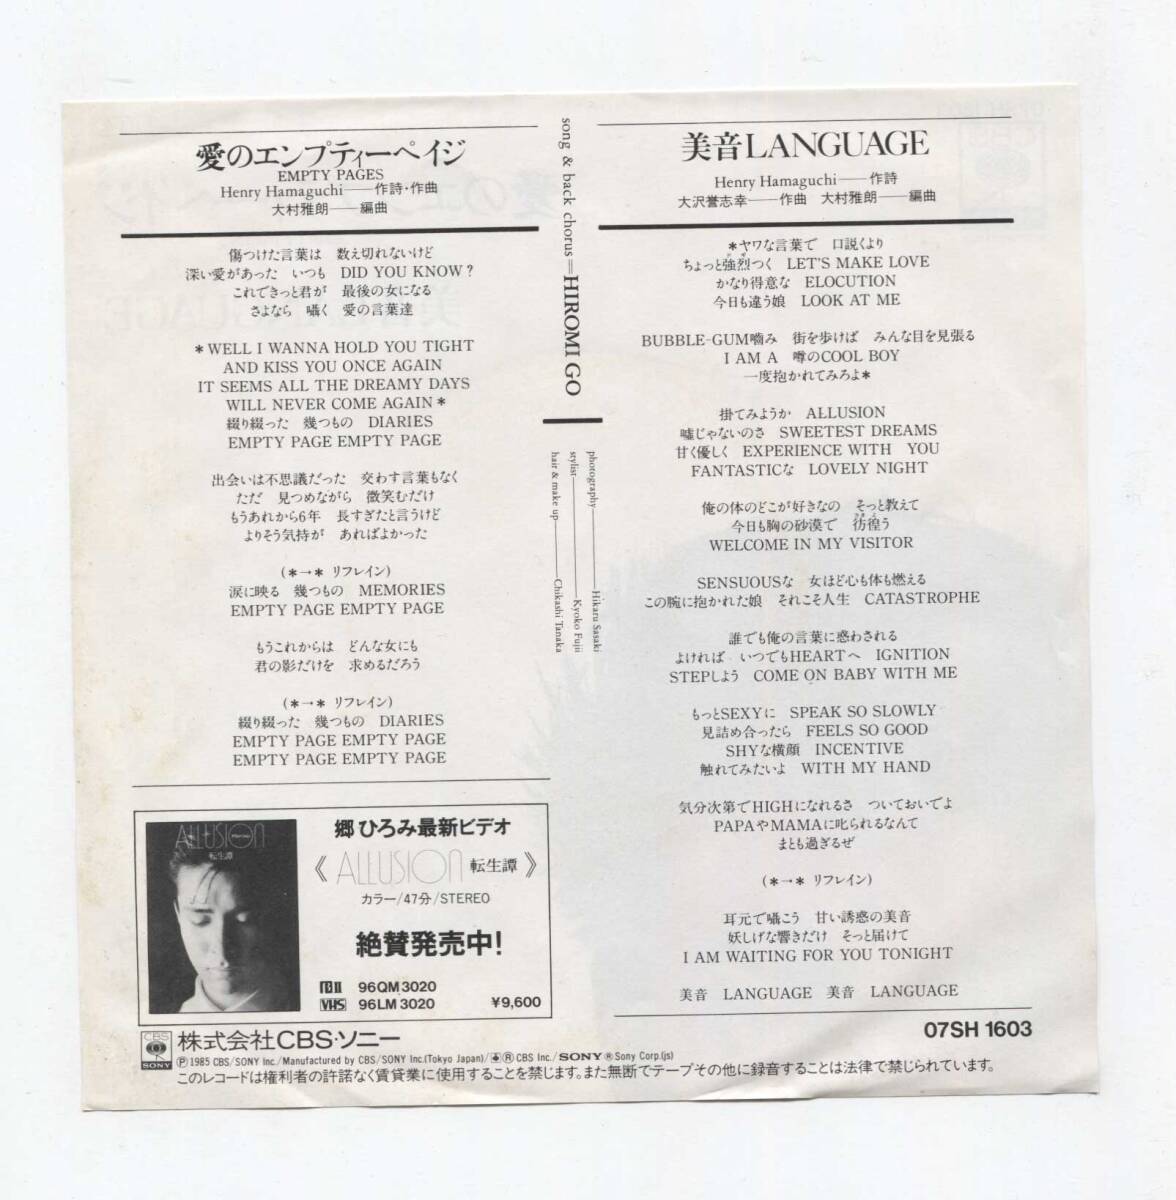 愛のエンプティーペイジ
EMPTY PAGES
Henry Hamaguchi——作詩・作曲
大村雅朗——編曲
傷つけた言葉は 数え切れないけど
深い愛があった いつも DID YOU KNOW?
これできっと君が 最後の女になる
さよなら 囁く 愛の言葉達
*WELL I WANNA HOLD YOU TIGHT
AND KISS YOU ONCE AGAIN
IT SEEMS ALL THE DREAMY DAYS
WILL NEVER COME AGAIN*
綴り綴った 幾つもの DIARIES
EMPTY PAGE EMPTY PAGE
出会いは不思議だった 交わす言葉もなく
ただ 見つめながら 微笑むだけ
もうあれから6年 長すぎたと言うけど
よりそう気持が あればよかった
(*→* リフレイン)
涙に映る 幾つもの MEMORIES
EMPTY PAGE EMPTY PAGE
もうこれからは どんな女にも
君の影だけを 求めるだろう
(*→* リフレイン)
綴り綴った 幾つもの DIARIES
EMPTY PAGE EMPTY PAGE
EMPTY PAGE EMPTY PAGE
song & back chorus=HIROMI GO
photography——Hikaru Sasaki
stylist——Kyoko Fujii
hair & make up——Chikashi Tanaka
美音LANGUAGE
Henry Hamaguchi——作詩
大沢誉志幸——作曲 大村雅朗——編曲
*ヤワな言葉で 口説くより
ちょっと強烈つく LET'S MAKE LOVE
かなり得意な ELOCUTION
今日も違う娘 LOOK AT ME
BUBBLE-GUM嚙み 街を歩けば みんな目を見張る
I AM A 噂のCOOL BOY
一度抱かれてみろよ*
掛てみようか ALLUSION
嘘じゃないのさ SWEETEST DREAMS
甘く優しく EXPERIENCE WITH YOU
FANTASTICな LOVELY NIGHT
俺の体のどこが好きなの そっと教えて
今日も胸の砂漠で 彷徨う
WELCOME IN MY VISITOR
SENSUOUSな 女ほど心も体も燃える
この腕に抱かれた娘 それこそ人生 CATASTROPHE
誰でも俺の言葉に惑わされる
よければ いつでもHEARTへ IGNITION
STEPしよう COME ON BABY WITH ME
もっとSEXYに SPEAK SO SLOWLY
見詰め合ったら FEELS SO GOOD
SHYな横顔 INCENTIVE
触れてみたいよ WITH MY HAND
気分次第でHIGHになれるさ ついておいでよ
PAPAやMAMAに叱られるなんて
まとも過ぎるぜ
(*→* リフレイン)
耳元で囁こう 甘い誘惑の美音
妖しげな響きだけ そっと届けて
I AM WAITING FOR YOU TONIGHT
美音 LANGUAGE 美音 LANGUAGE
07SH 1603
ALLUSION
転生譚
郷ひろみ最新ビデオ
《ALLUSION 転生譚》
カラー/47分/STEREO
絶賛発売中!
βII 96QM3020
VHS 96LM3020 ¥9,600
CBS SONY 株式会社CBS・ソニー
Ⓟ1985 CBS/SONY Inc./Manufactured by CBS/SONY Inc.(Tokyo Japan)/ⓇCBS Inc./SONY ⓇSony Corp.(js)
このレコードは権利者の許諾なく賃貸業に使用することを禁じます。また無断でテープその他に録音することは法律で禁じられています。